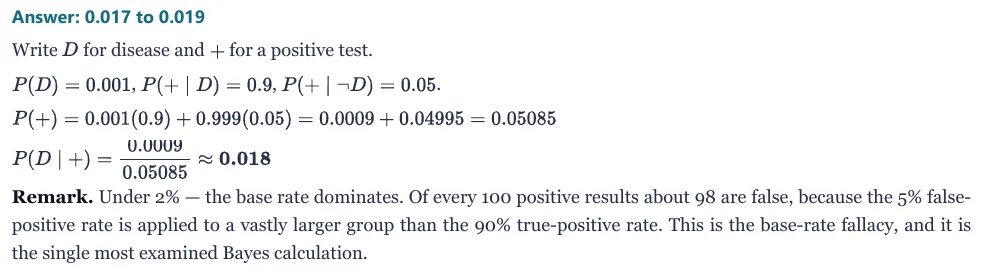 Answer: 0.017 to 0.019
Write D for disease and + for a positive test.
P(D) = 0.001, P(+ | D) = 0.9, P(+ | ¬D) = 0.05.
P(+) = 0.001(0.9) + 0.999(0.05) = 0.0009 + 0.04995 = 0.05085
P(D | +) = 0.0009 / 0.05085 ≈ 0.018
Remark. Under 2% — the base rate dominates. Of every 100 positive results about 98 are false, because the 5% false-
positive rate is applied to a vastly larger group than the 90% true-positive rate. This is the base-rate fallacy, and it is
the single most examined Bayes calculation.